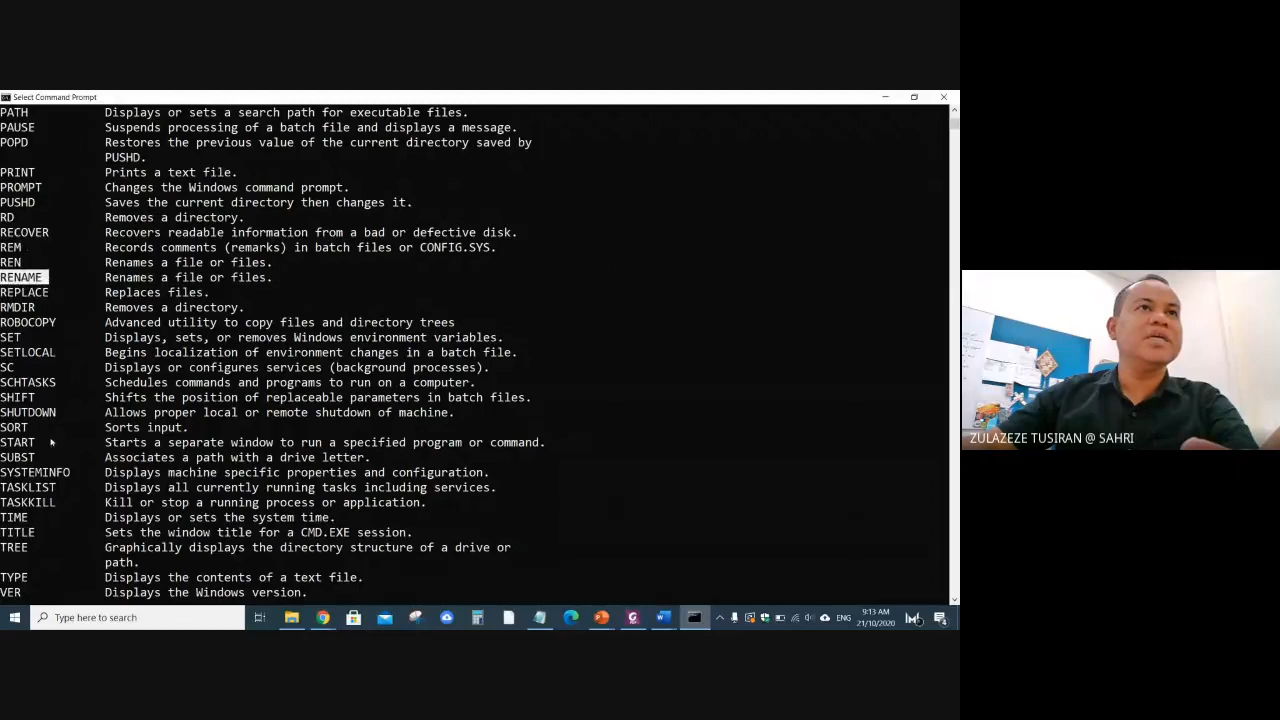 Select Command Prompt
PATH Displays or sets a search path for executable files.
PAUSE Suspends processing of a batch file and displays a message.
POPD Restores the previous value of the current directory saved by
PUSHD.
PRINT Prints a text file.
PROMPT Changes the Windows command prompt.
PUSHD Saves the current directory then changes it.
RD Removes a directory.
RECOVER Recovers readable information from a bad or defective disk.
REM Records comments (remarks) in batch files or CONFIG.SYS.
REN Renames a file or files.
RENAME Renames a file or files.
REPLACE Replaces files.
RMDIR Removes a directory.
ROBOCOPY Advanced utility to copy files and directory trees
SET Displays, sets, or removes Windows environment variables.
SETLOCAL Begins localization of environment changes in a batch file.
SC Displays or configures services (background processes).
SCHTASKS Schedules commands and programs to run on a computer.
SHIFT Shifts the position of replaceable parameters in batch files.
SHUTDOWN Allows proper local or remote shutdown of machine.
SORT Sorts input.
START Starts a separate window to run a specified program or command.
SUBST Associates a path with a drive letter.
SYSTEMINFO Displays machine specific properties and configuration.
TASKLIST Displays all currently running tasks including services.
TASKKILL Kill or stop a running process or application.
TIME Displays or sets the system time.
TITLE Sets the window title for a CMD.EXE session.
TREE Graphically displays the directory structure of a drive or
path.
TYPE Displays the contents of a text file.
VER Displays the Windows version.
Type here to search
ENG
9:13 AM
21/10/2020
ZULAZEZE TUSIRAN @ SAHRI